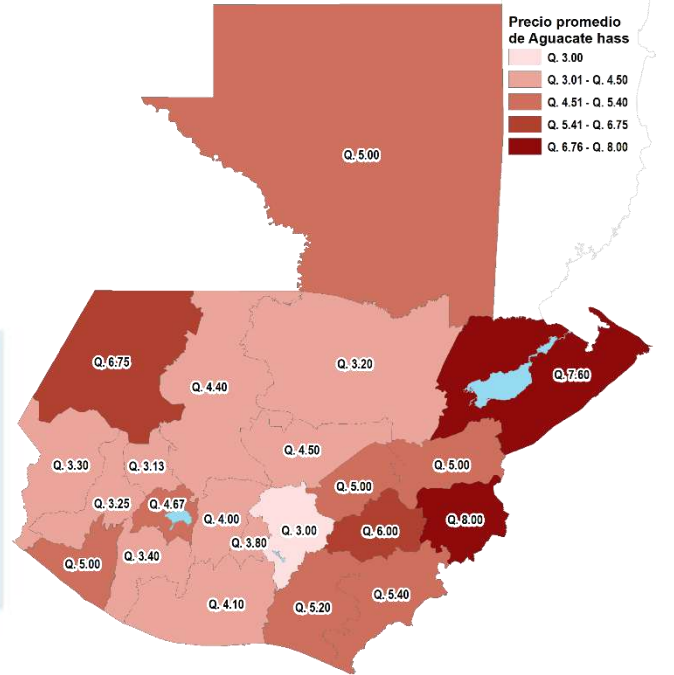 Precio promedio
de Aguacate hass
Q. 3.00
Q. 3.01 - Q. 4.50
Q. 4.51 - Q. 5.40
Q. 5.41 - Q. 6.75
Q. 6.76 - Q. 8.00
Q. 5.00
Q. 6.75
Q. 4.40
Q. 3.20
Q. 7.60
Q. 3.30
Q. 3.13
Q. 4.50
Q. 5.00
Q. 5.00
Q. 3.25
Q. 4.67
Q. 4.00
Q. 3.80
Q. 3.00
Q. 6.00
Q. 8.00
Q. 5.00
Q. 3.40
Q. 4.10
Q. 5.20
Q. 5.40